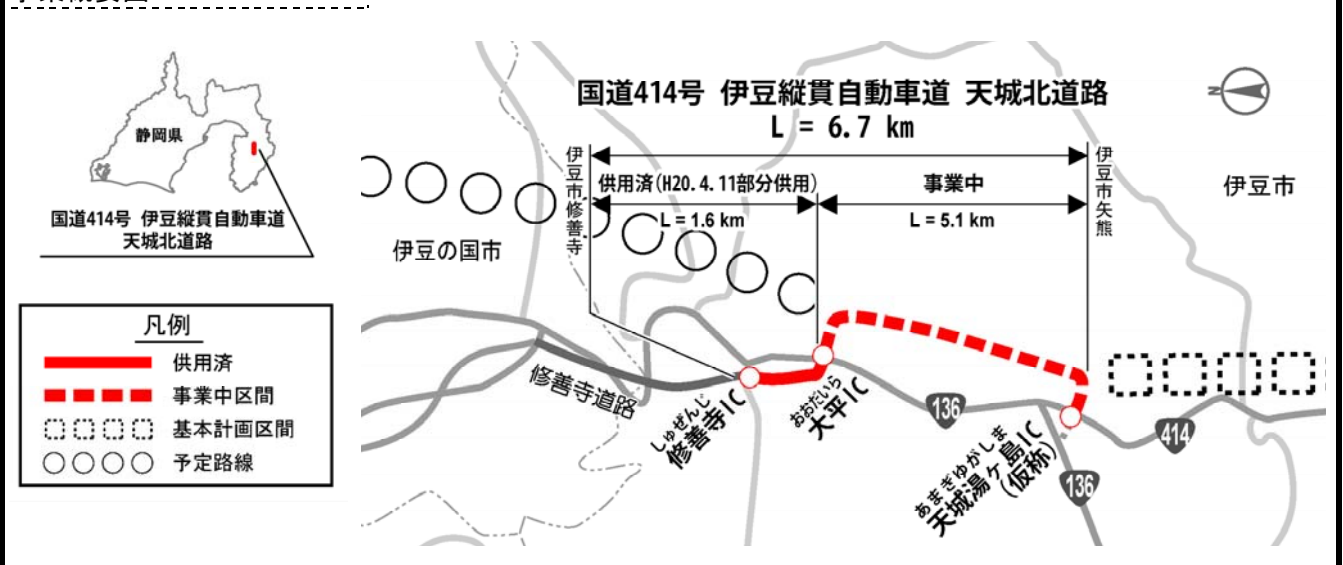 静岡県
国道414号 伊豆縦貫自動車道
天城北道路
凡例
供用済
事業中区間
基本計画区間
予定路線
国道414号 伊豆縦貫自動車道 天城北道路
L = 6.7 km
N
伊豆市修善寺
供用済(H20.4.11部分供用)
L = 1.6 km
事業中
L = 5.1 km
伊豆市矢熊
伊豆市
伊豆の国市
修善寺道路
しゅぜんじ
修善寺IC
おおだいら
大平IC
136
あまぎゆがしま
天城湯ヶ島IC
(仮称)
136
414